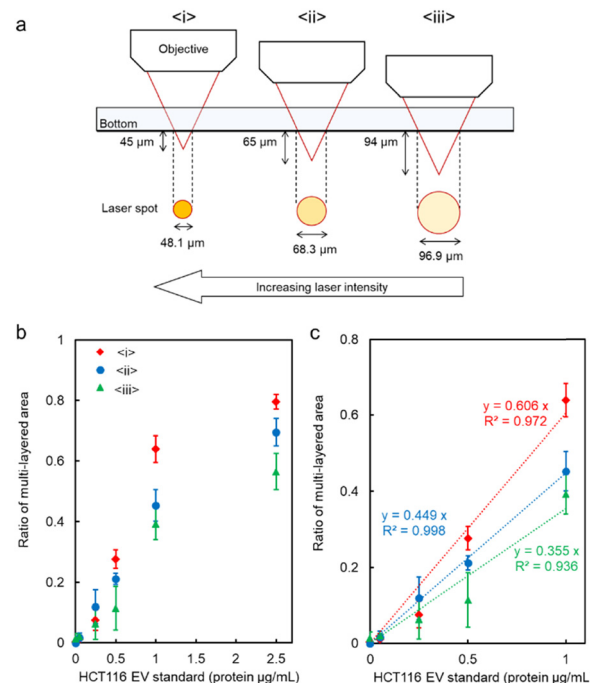 a
<i>
<ii>
<iii>
Objective
Bottom
45 μm
65 μm
94 μm
Laser spot
48.1 μm
68.3 μm
96.9 μm
Increasing laser intensity
b
<i>
<ii>
<iii>
Ratio of multi-layered area
1
0.8
0.6
0.4
0.2
0
0
0.5
1
1.5
2
2.5
HCT116 EV standard (protein μg/mL)
c
Ratio of multi-layered area
0.8
0.6
0.4
0.2
0
y = 0.606 x
R² = 0.972
y = 0.449 x
R² = 0.998
y = 0.355 x
R² = 0.936
0
0.5
1
HCT116 EV standard (protein μg/mL)